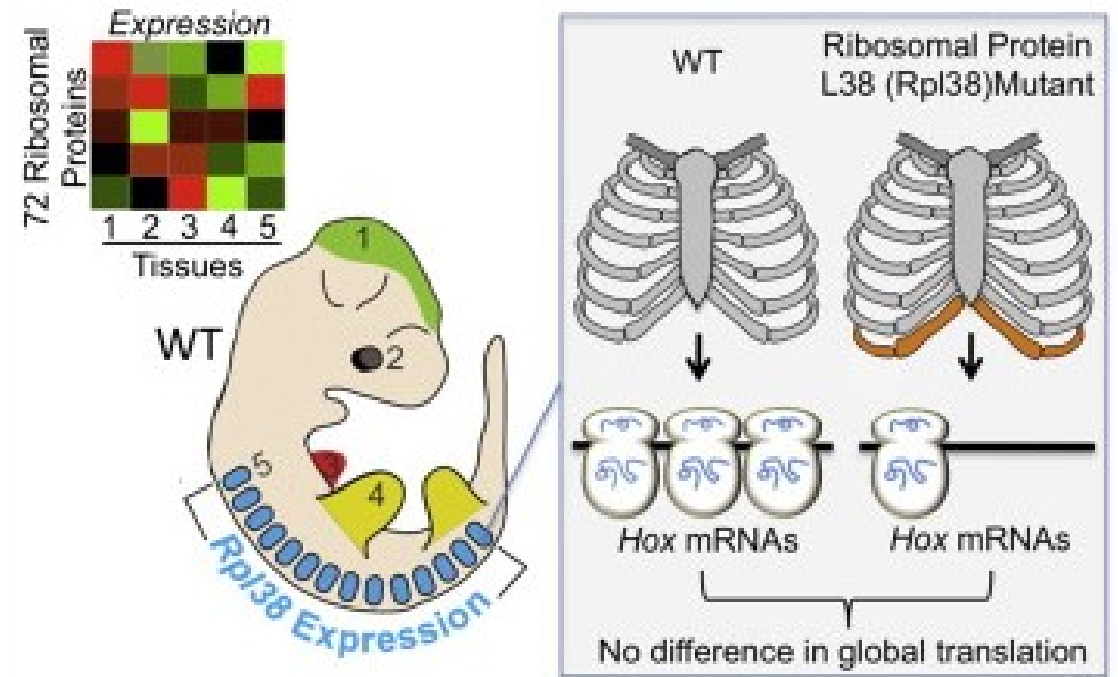 Expression
72 Ribosomal
Proteins
1 2 3 4 5
Tissues
WT
1
2
3
4
5
Rpl38 Expression
WT
Ribosomal Protein
L38 (Rpl38)Mutant
Hox mRNAs
Hox mRNAs
No difference in global translation